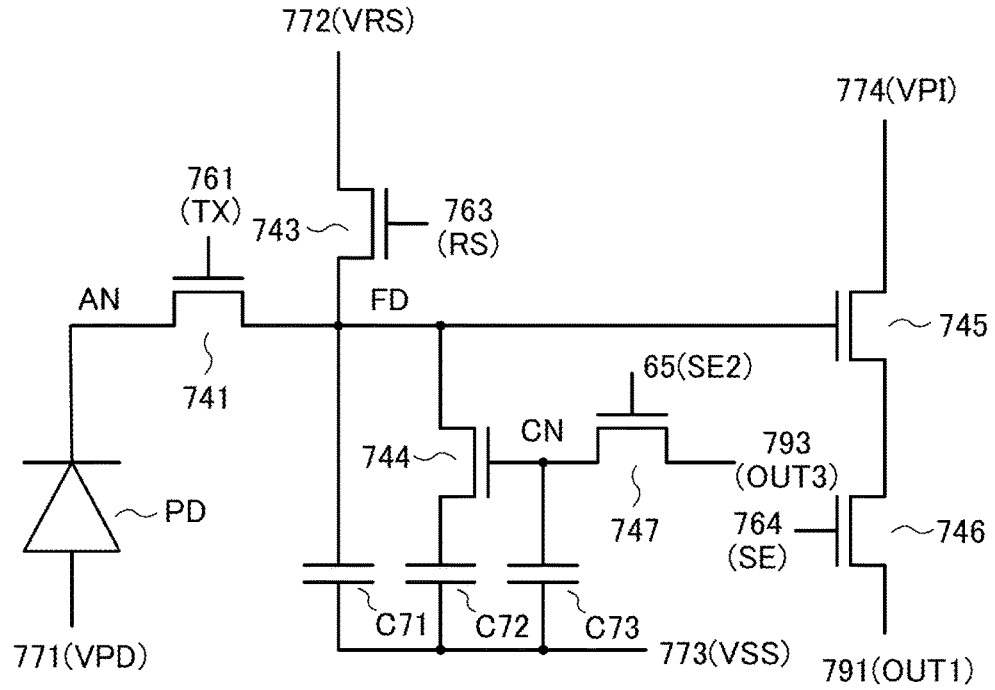 772(VRS)
774(VPI)
761
(TX)
743
763
(RS)
AN
FD
745
741
65(SE2)
CN
744
793
(OUT3)
PD
747
764
(SE)
746
C71
C72
C73
771(VPD)
773(VSS)
791(OUT1)